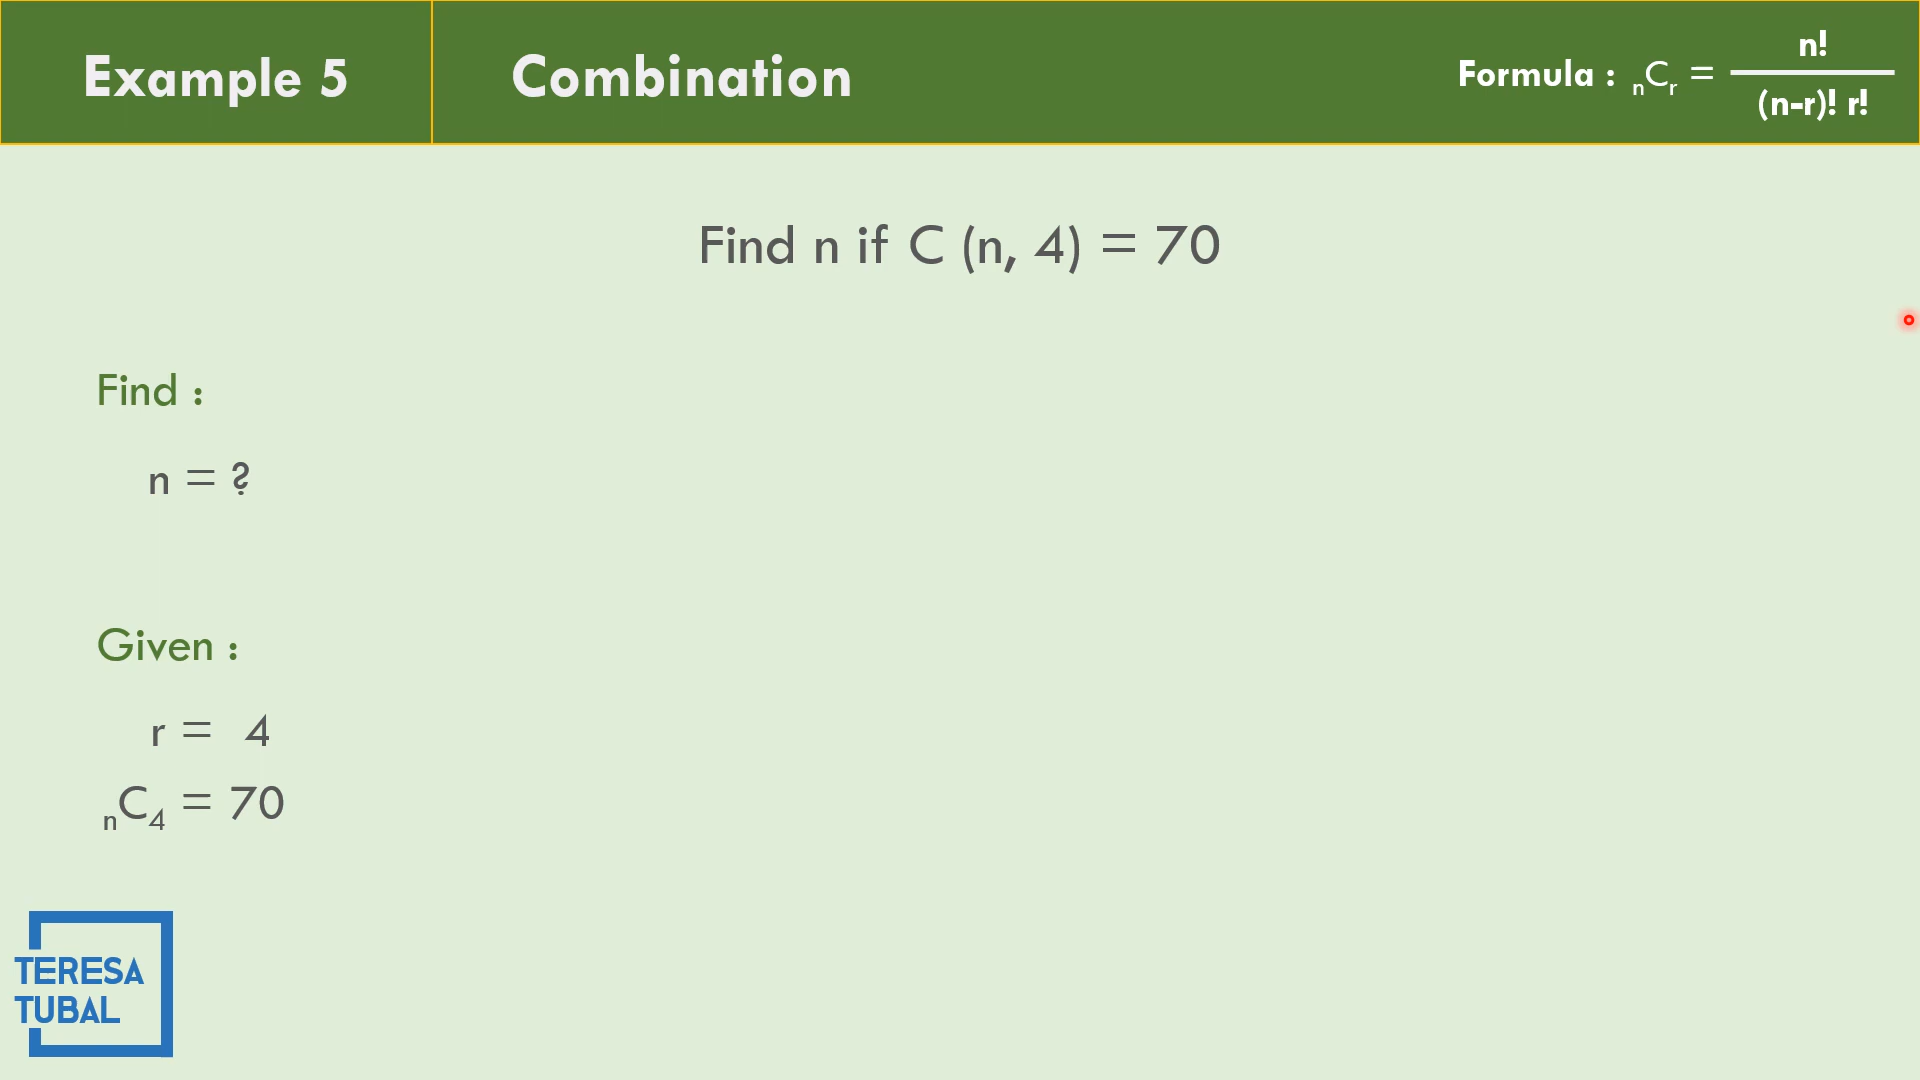 Example 5
Combination
Formula : nCr = n! / (n-r)! r!
Find n if C (n, 4) = 70
Find :
n = ?
Given :
r = 4
nC4 = 70
TERESA
TUBAL